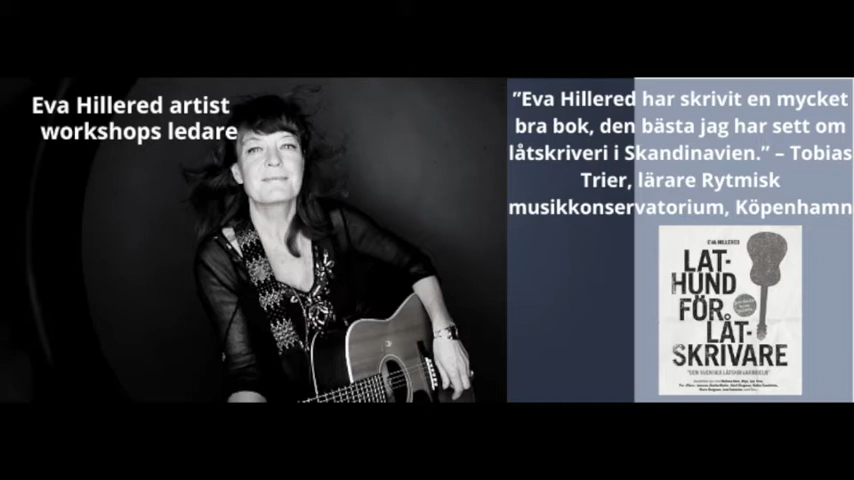 Eva Hillered artist
workshops ledare
”Eva Hillered har skrivit en mycket
bra bok, den bästa jag har sett om
låtskriveri i Skandinavien.” – Tobias
Trier, lärare Rytmisk
musikkonservatorium, Köpenhamn
EVA HILLERED
LAT-
HUND
FÖR
LÅT-
SKRIVARE